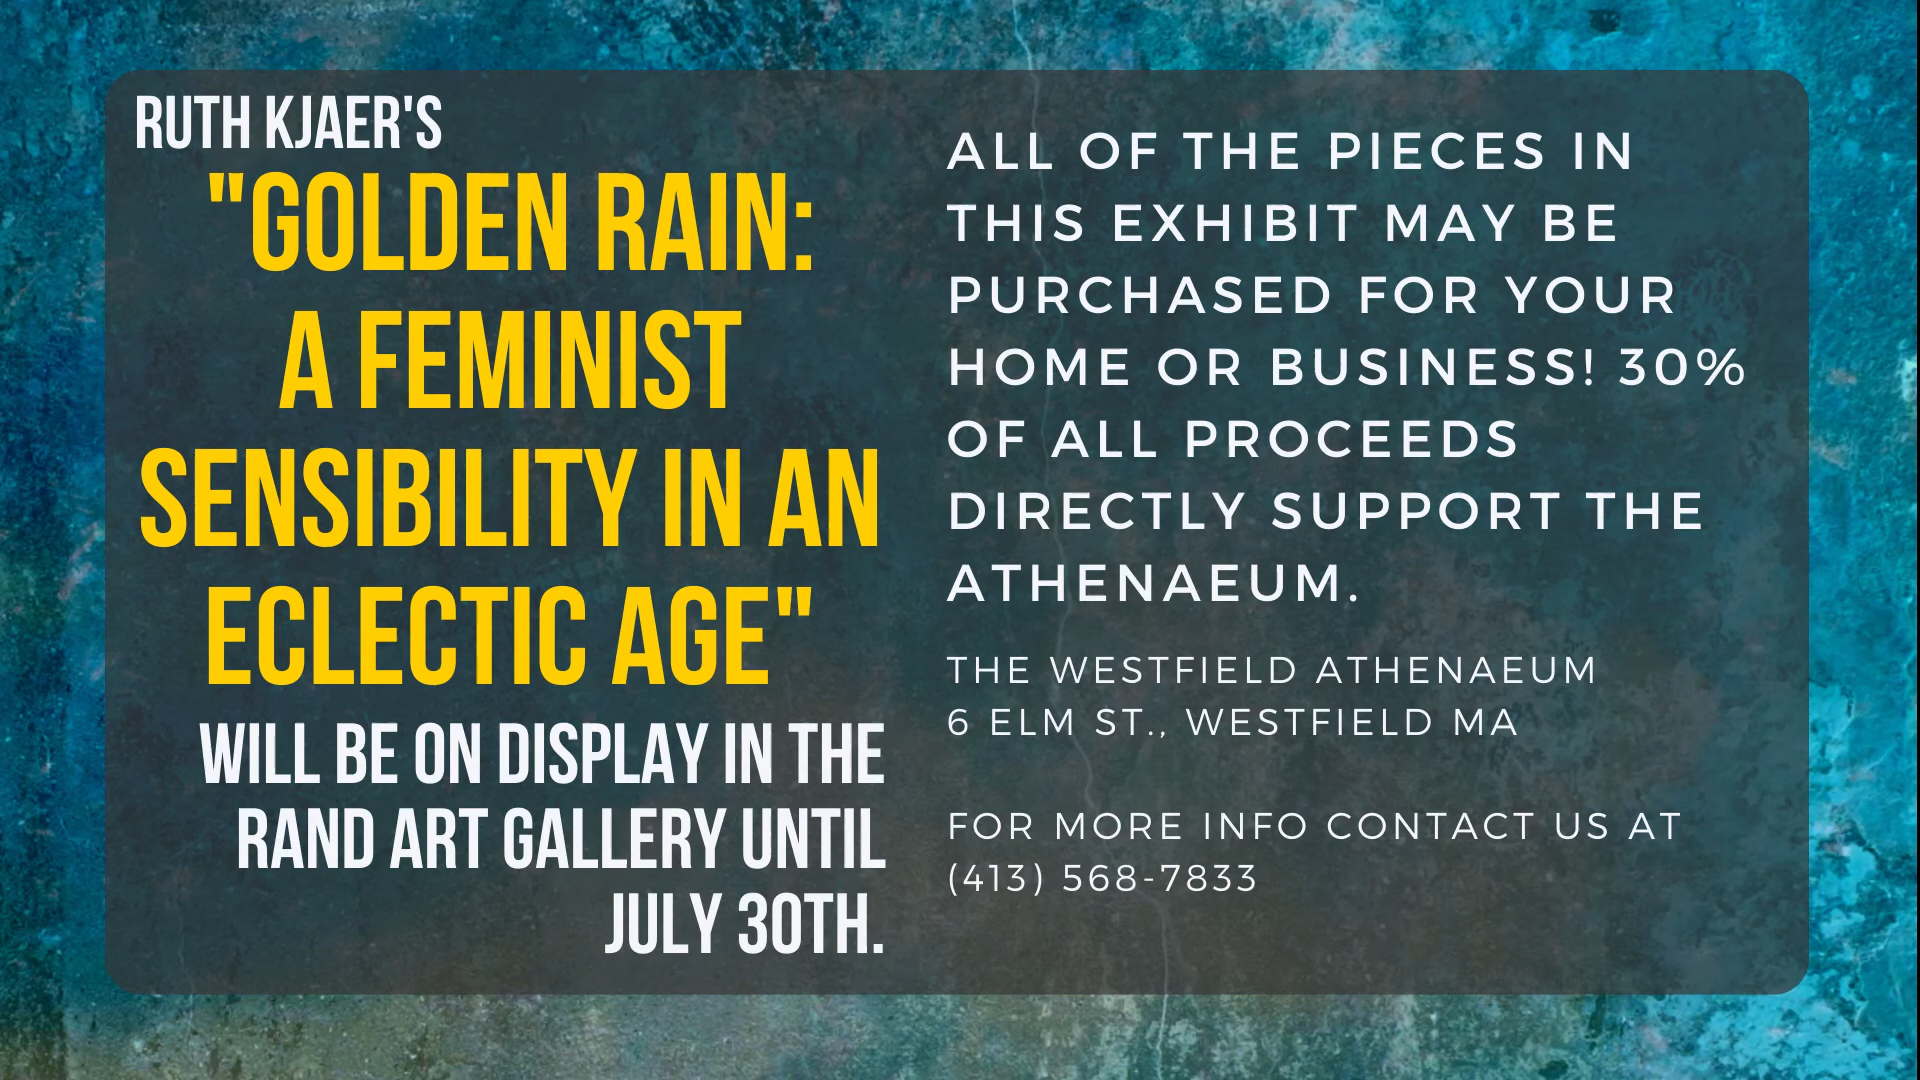 RUTH KJAER'S
"GOLDEN RAIN:
A FEMINIST
SENSIBILITY IN AN
ECLECTIC AGE"
WILL BE ON DISPLAY IN THE
RAND ART GALLERY UNTIL
JULY 30TH.
ALL OF THE PIECES IN
THIS EXHIBIT MAY BE
PURCHASED FOR YOUR
HOME OR BUSINESS! 30%
OF ALL PROCEEDS
DIRECTLY SUPPORT THE
ATHENAEUM.
THE WESTFIELD ATHENAEUM
6 ELM ST., WESTFIELD MA
FOR MORE INFO CONTACT US AT
(413) 568-7833